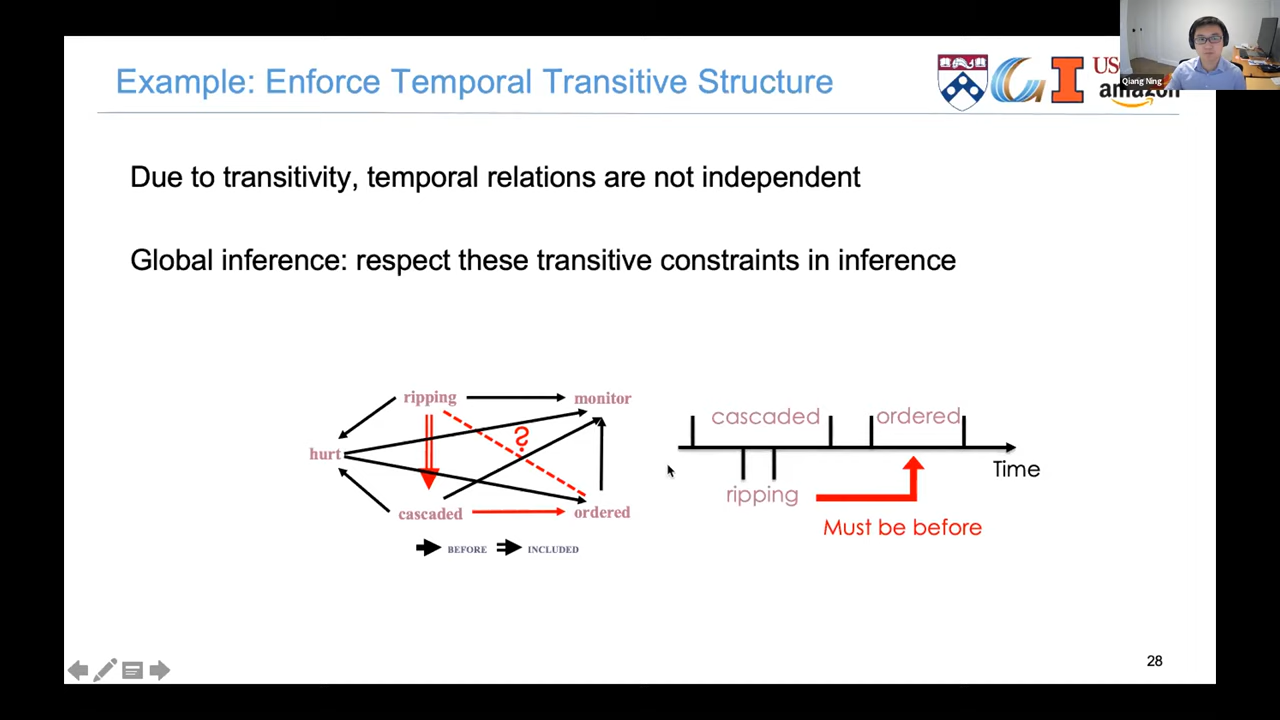 Example: Enforce Temporal Transitive Structure
US
amazon
Qiang Ning
Due to transitivity, temporal relations are not independent
Global inference: respect these transitive constraints in inference
ripping
monitor
?
hurt
cascaded
ordered
BEFORE
INCLUDED
cascaded
ordered
Time
ripping
Must be before
28